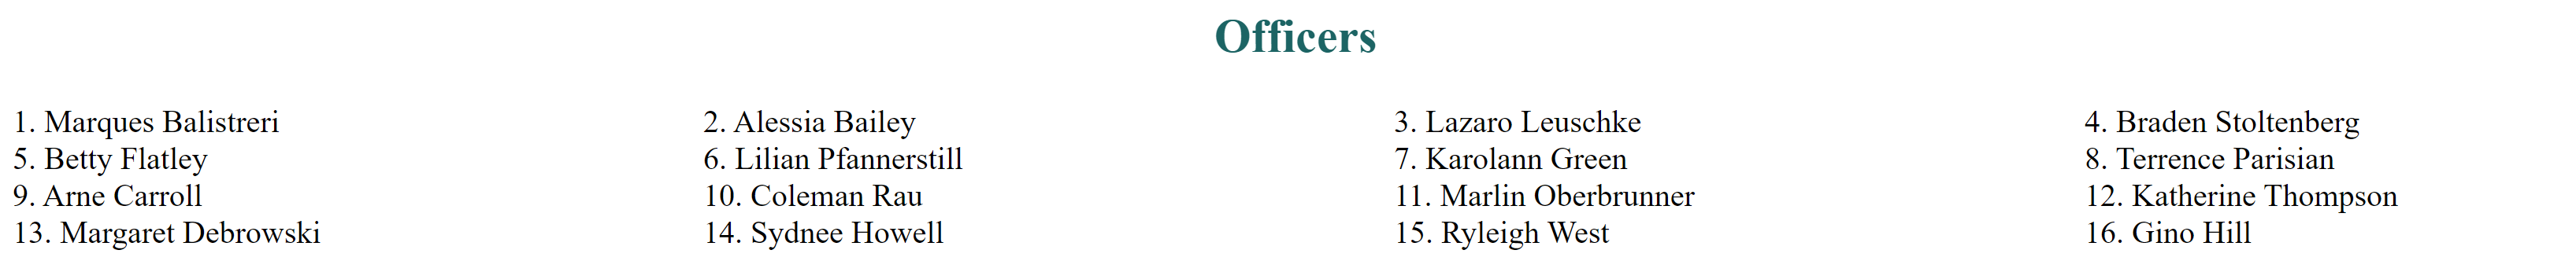 Officers
1. Marques Balistreri 2. Alessia Bailey 3. Lazaro Leuschke 4. Braden Stoltenberg
5. Betty Flatley 6. Lilian Pfannerstill 7. Karolann Green 8. Terrence Parisian
9. Arne Carroll 10. Coleman Rau 11. Marlin Oberbrunner 12. Katherine Thompson
13. Margaret Debrowski 14. Sydnee Howell 15. Ryleigh West 16. Gino Hill